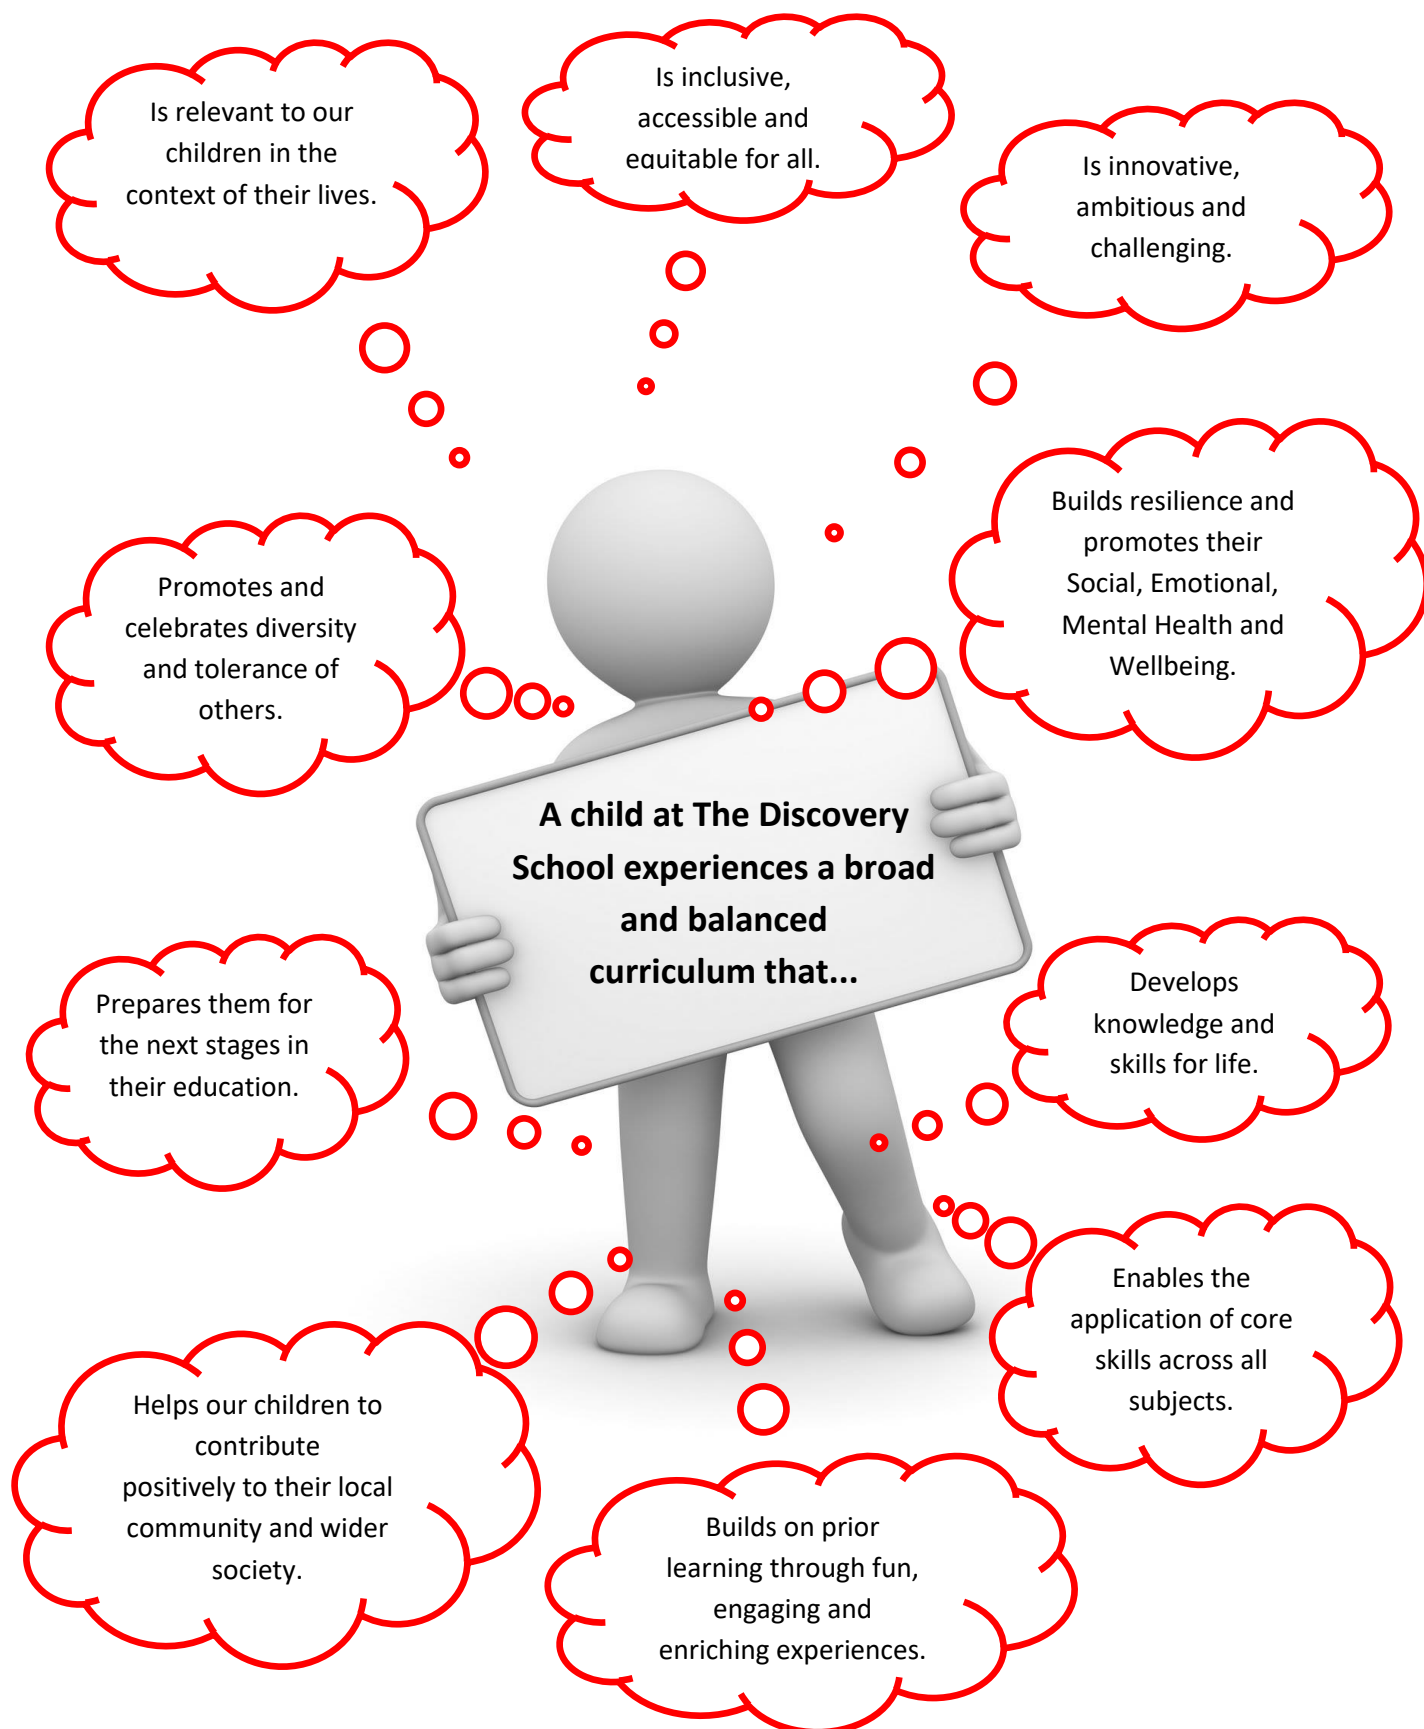 Is relevant to our
children in the
context of their lives.
Is inclusive,
accessible and
equitable for all.
Is innovative,
ambitious and
challenging.
Promotes and
celebrates diversity
and tolerance of
others.
Builds resilience and
promotes their
Social, Emotional,
Mental Health and
Wellbeing.
A child at The Discovery
School experiences a broad
and balanced
curriculum that...
Prepares them for
the next stages in
their education.
Develops
knowledge and
skills for life.
Enables the
application of core
skills across all
subjects.
Helps our children to
contribute
positively to their local
community and wider
society.
Builds on prior
learning through fun,
engaging and
enriching experiences.